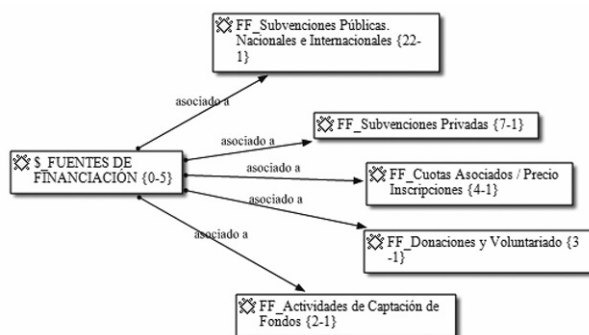 FF_Subvenciones Públicas.
Nacionales e Internacionales {22-
1}
asociado a
FF_Subvenciones Privadas {7-1}
asociado a
$_FUENTES DE
FINANCIACIÓN {0-5}
asociado a
FF_Cuotas Asociados / Precio
Inscripciones {4-1}
asociado a
FF_Donaciones y Voluntariado {3
-1}
asociado a
FF_Actividades de Captación de
Fondos {2-1}